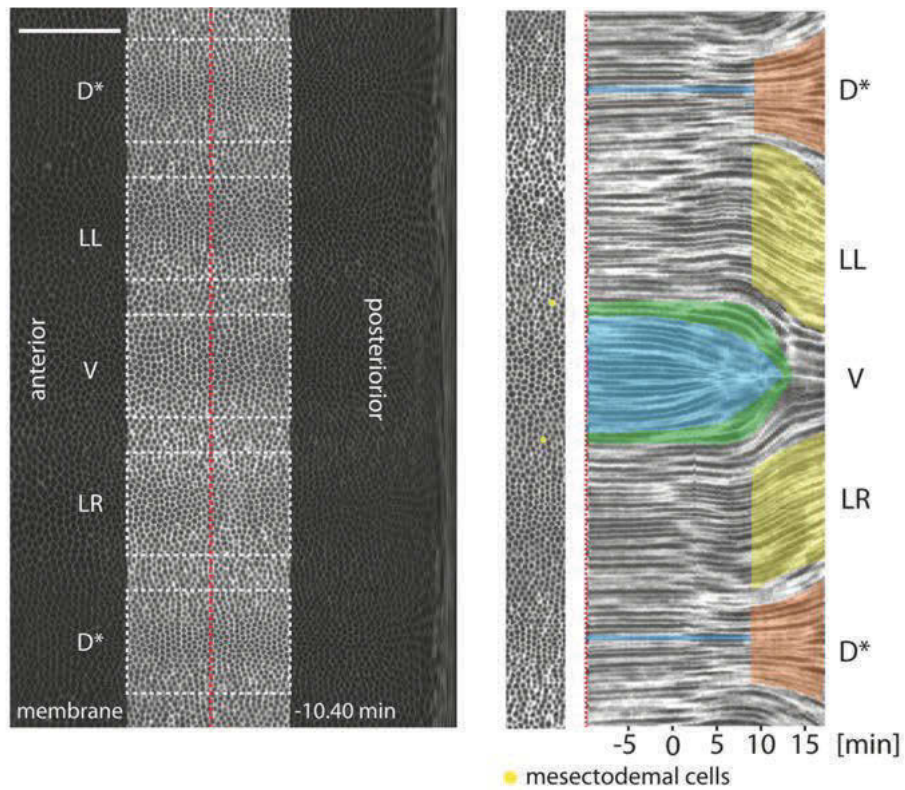 D*
LL
anterior
V
posteriorior
LR
D*
membrane
-10.40 min
D*
LL
V
LR
D*
-5 0 5 10 15 [min]
mesectodemal cells